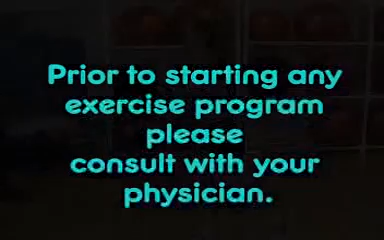 Prior to starting any
exercise program
please
consult with your
physician.